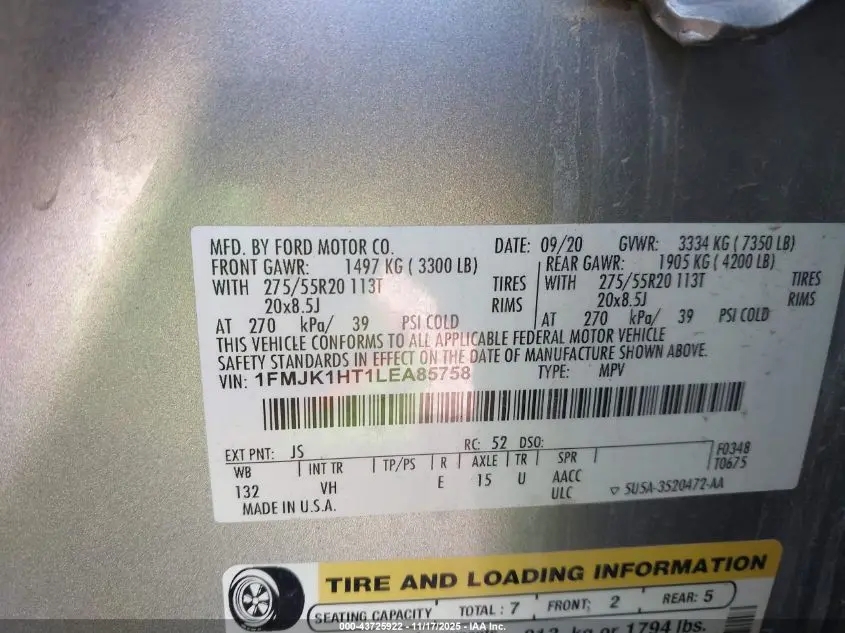 MFD. BY FORD MOTOR CO. DATE: 09/20 GVWR: 3334 KG ( 7350 LB)
FRONT GAWR: 1497 KG ( 3300 LB) REAR GAWR: 1905 KG ( 4200 LB)
WITH 275/55R20 113T TIRES WITH 275/55R20 113T TIRES
20x8.5J RIMS 20x8.5J RIMS
AT 270 kPa/ 39 PSI COLD AT 270 kPa/ 39 PSI COLD
THIS VEHICLE CONFORMS TO ALL APPLICABLE FEDERAL MOTOR VEHICLE
SAFETY STANDARDS IN EFFECT ON THE DATE OF MANUFACTURE SHOWN ABOVE.
VIN: 1FMJK1HT1LEA85758 TYPE: MPV
EXT PNT: JS RC: 52 DSO: F0348
WB INT TR TP/PS R AXLE TR SPR T0675
132 VH E 15 U AACC
ULC ▽ 5USA-3520472-AA
MADE IN U.S.A.
TIRE AND LOADING INFORMATION
SEATING CAPACITY TOTAL : 7 FRONT: 2 REAR: 5
kg or 1794 lbs.
000-43725922 - 11/17/2025 - IAA Inc.